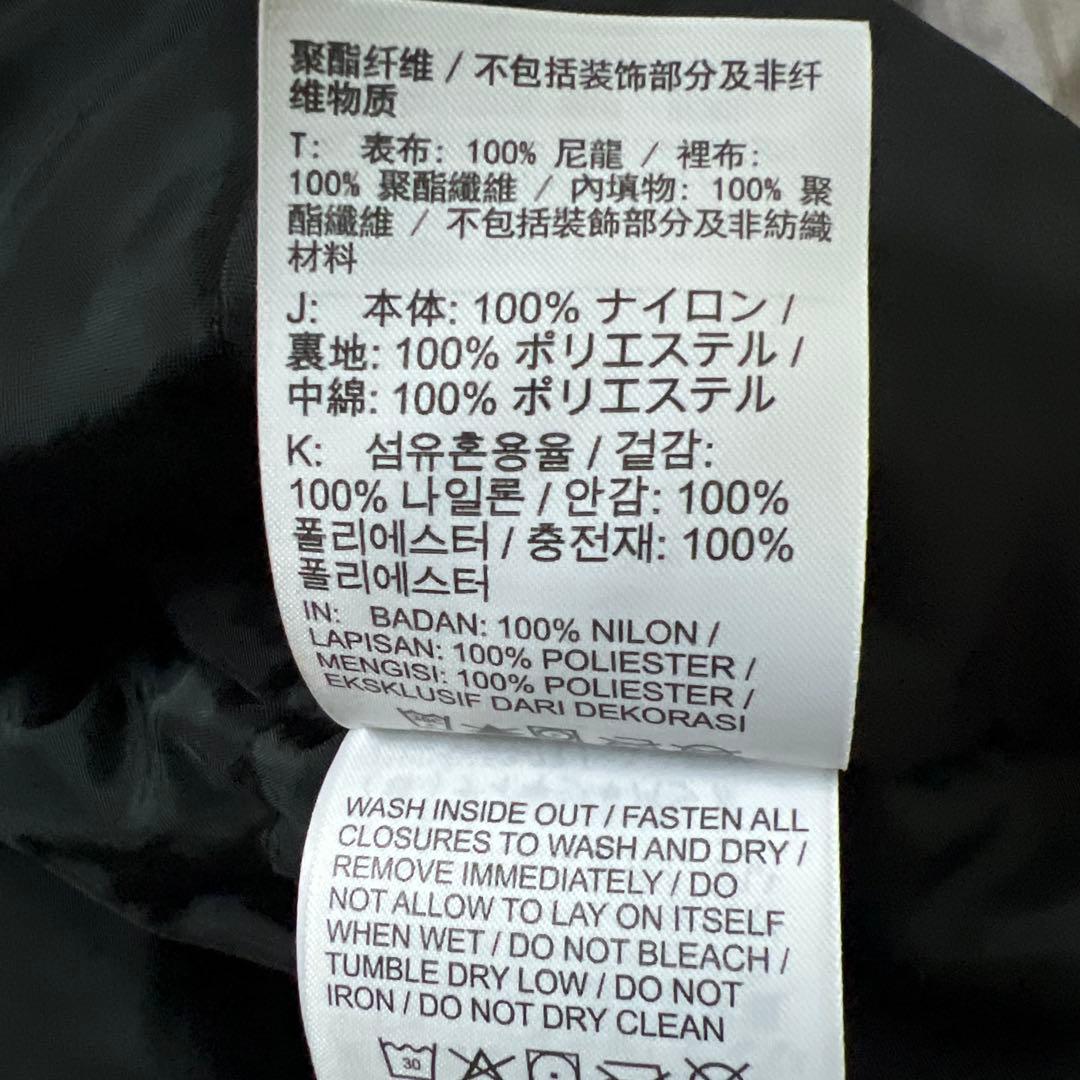 聚酯纤维 / 不包括装饰部分及非纤
维物质
T: 表布: 100% 尼龍 / 裡布:
100% 聚酯纖維 / 內填物: 100% 聚
酯纖維 / 不包括裝飾部分及非紡織
材料
J: 本体: 100% ナイロン /
裏地: 100% ポリエステル /
中綿: 100% ポリエステル
K: 섬유혼용율 / 겉감:
100% 나일론 / 안감: 100%
폴리에스터 / 충전재: 100%
폴리에스터
IN: BADAN: 100% NILON /
LAPISAN: 100% POLIESTER /
MENGISI: 100% POLIESTER /
EKSKLUSIF DARI DEKORASI
WASH INSIDE OUT / FASTEN ALL
CLOSURES TO WASH AND DRY /
REMOVE IMMEDIATELY / DO
NOT ALLOW TO LAY ON ITSELF
WHEN WET / DO NOT BLEACH /
TUMBLE DRY LOW / DO NOT
IRON / DO NOT DRY CLEAN
30